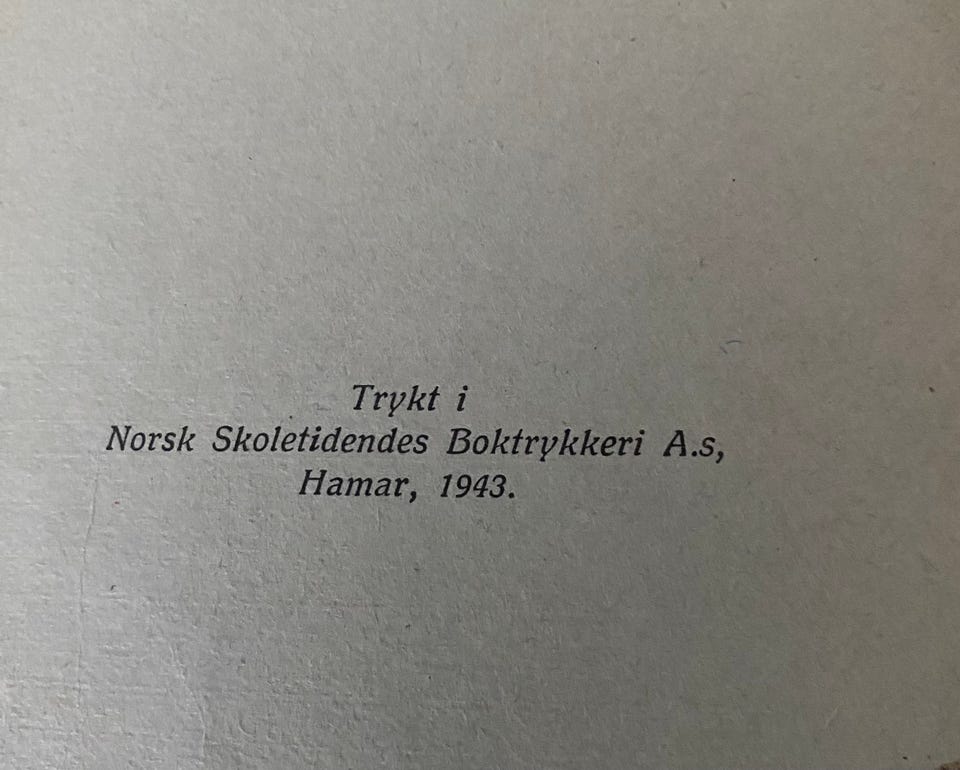 Trykt i
Norsk Skoletidendes Boktrykkeri A.s,
Hamar, 1943.